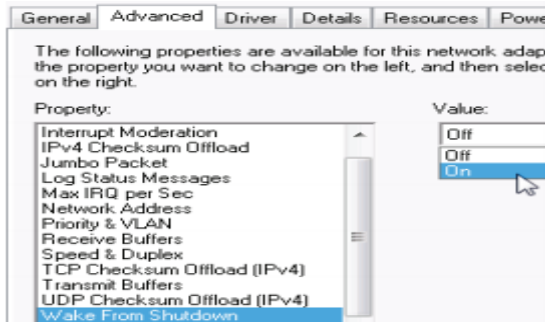 General Advanced Driver Details Resources
The following properties are available for this network
the property you want to change on the left, and then
on the right.
Property: Value:
Interrupt Moderation Off
IPv4 Checksum Offload Off
Jumbo Packet On
Log Status Messages
Max IRQ per Sec
Network Address
Priority & VLAN
Receive Buffers
Speed & Duplex
TCP Checksum Offload (IPv4)
Transmit Buffers
UDP Checksum Offload (IPv4)
Wake From Shutdown